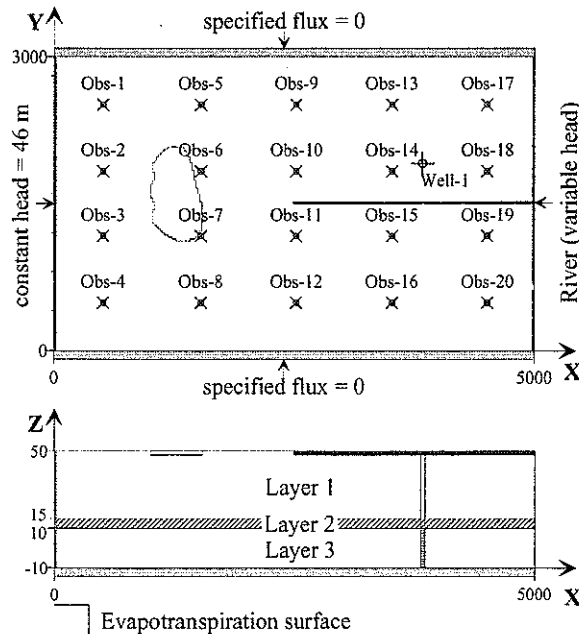 Y
specified flux = 0
3000
Obs-1 Obs-5 Obs-9 Obs-13 Obs-17
Obs-2 Obs-6 Obs-10 Obs-14 Obs-18
Well-1
constant head = 46 m
River (variable head)
Obs-3 Obs-7 Obs-11 Obs-15 Obs-19
Obs-4 Obs-8 Obs-12 Obs-16 Obs-20
0
0 5000 X
specified flux = 0
Z
50
Layer 1
15
Layer 2
10
Layer 3
-10
0 5000 X
Evapotranspiration surface